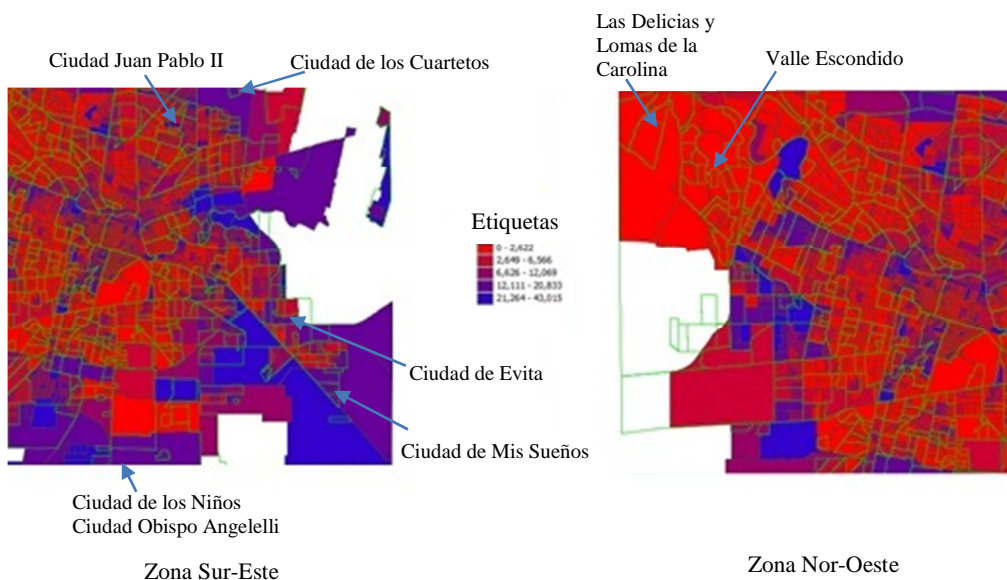 Ciudad Juan Pablo II
Ciudad de los Cuartetos
Las Delicias y
Lomas de la
Carolina
Valle Escondido
Etiquetas
0 - 2,622
2,649 - 6,566
6,626 - 12,069
12,111 - 20,833
21,264 - 43,015
Ciudad de Evita
Ciudad de Mis Sueños
Ciudad de los Niños
Ciudad Obispo Angelelli
Zona Sur-Este
Zona Nor-Oeste